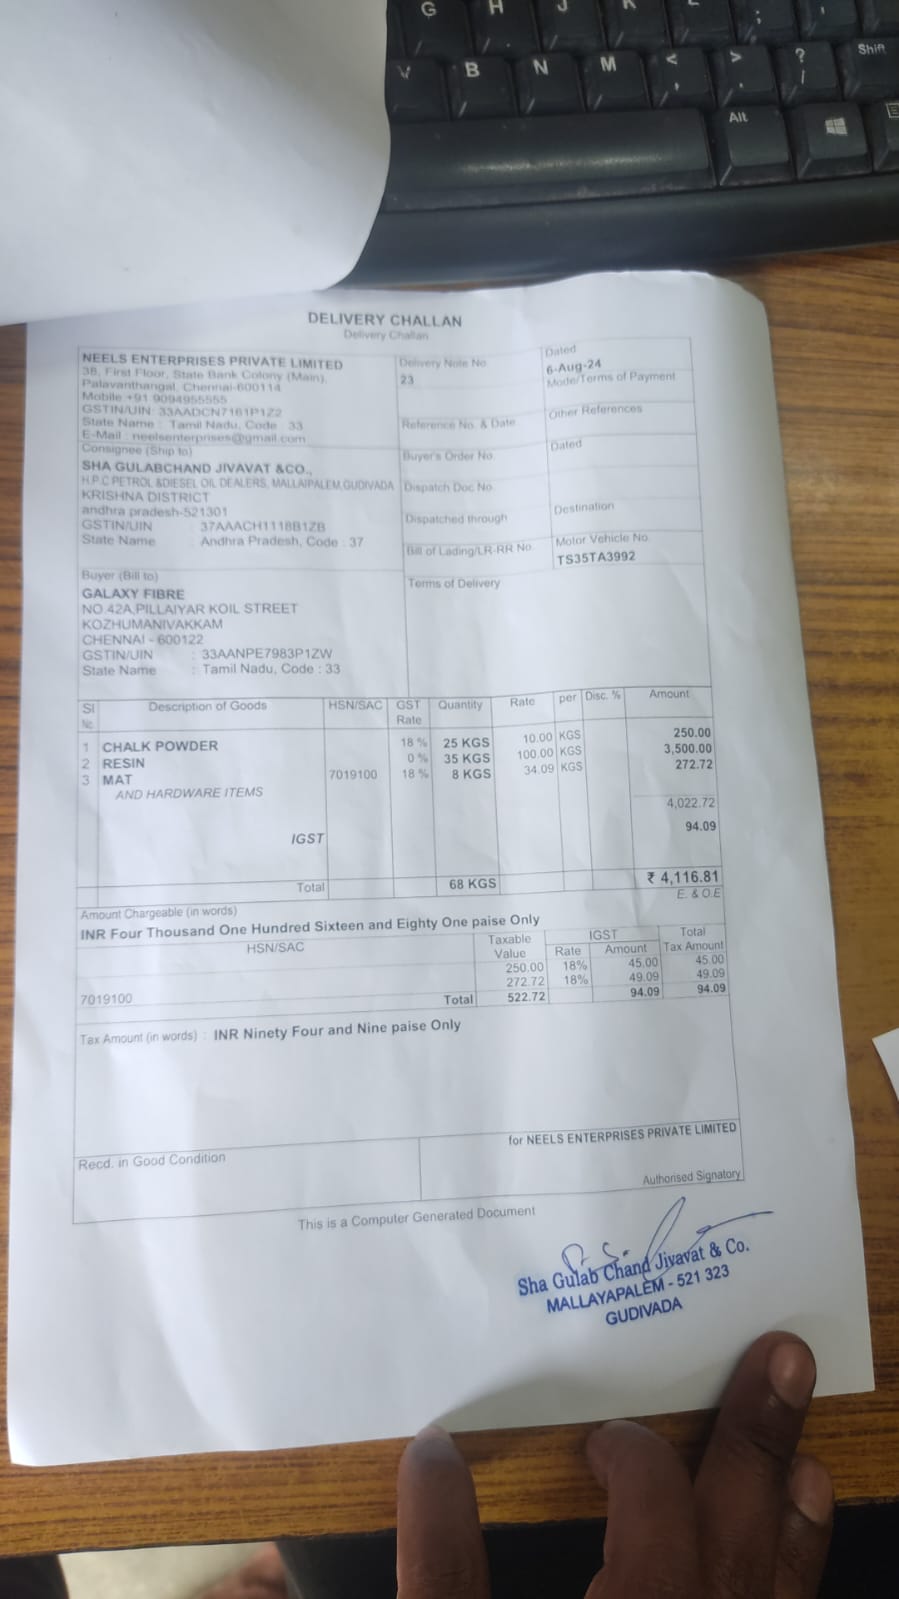 G H J K L ; '
V B N M < , > . ? / Shift
Alt
DELIVERY CHALLAN
Delivery Challan
NEELS ENTERPRISES PRIVATE LIMITED
38, First Floor, State Bank Colony (Main),
Palavanthangal, Chennai-600114
Mobile +91 9094955555
GSTIN/UIN: 33AADCN7161P1Z2
State Name : Tamil Nadu, Code : 33
E-Mail : neelsenterprises@gmail.com
Delivery Note No.
23
Dated
6-Aug-24
Mode/Terms of Payment
Reference No. & Date.
Other References
Consignee (Ship to)
SHA GULABCHAND JIVAVAT &CO.,
H.P.C PETROL &DIESEL OIL DEALERS, MALLAIPALEM,GUDIVADA
KRISHNA DISTRICT
andhra pradesh-521301
GSTIN/UIN : 37AAACH1118B1ZB
State Name : Andhra Pradesh, Code : 37
Buyer's Order No.
Dated
Dispatch Doc No.
Dispatched through
Destination
Bill of Lading/LR-RR No.
Motor Vehicle No.
TS35TA3992
Buyer (Bill to)
GALAXY FIBRE
NO.42A,PILLAIYAR KOIL STREET
KOZHUMANIVAKKAM
CHENNAI - 600122
GSTIN/UIN : 33AANPE7983P1ZW
State Name : Tamil Nadu, Code : 33
Terms of Delivery
Sl No. Description of Goods HSN/SAC GST Rate Quantity Rate per Disc. % Amount
1 CHALK POWDER 18 % 25 KGS 10.00 KGS 250.00
2 RESIN 0 % 35 KGS 100.00 KGS 3,500.00
3 MAT 7019100 18 % 8 KGS 34.09 KGS 272.72
AND HARDWARE ITEMS
4,022.72
IGST 94.09
Total 68 KGS ₹ 4,116.81
Amount Chargeable (in words) E. & O.E
INR Four Thousand One Hundred Sixteen and Eighty One paise Only
HSN/SAC Taxable Value IGST Rate Amount Total Tax Amount
250.00 18% 45.00 45.00
7019100 272.72 18% 49.09 49.09
Total 522.72 94.09 94.09
Tax Amount (in words) : INR Ninety Four and Nine paise Only
Recd. in Good Condition
for NEELS ENTERPRISES PRIVATE LIMITED
Authorised Signatory
This is a Computer Generated Document
Sha Gulab Chand Jivavat & Co.
MALLAYAPALEM - 521 323
GUDIVADA